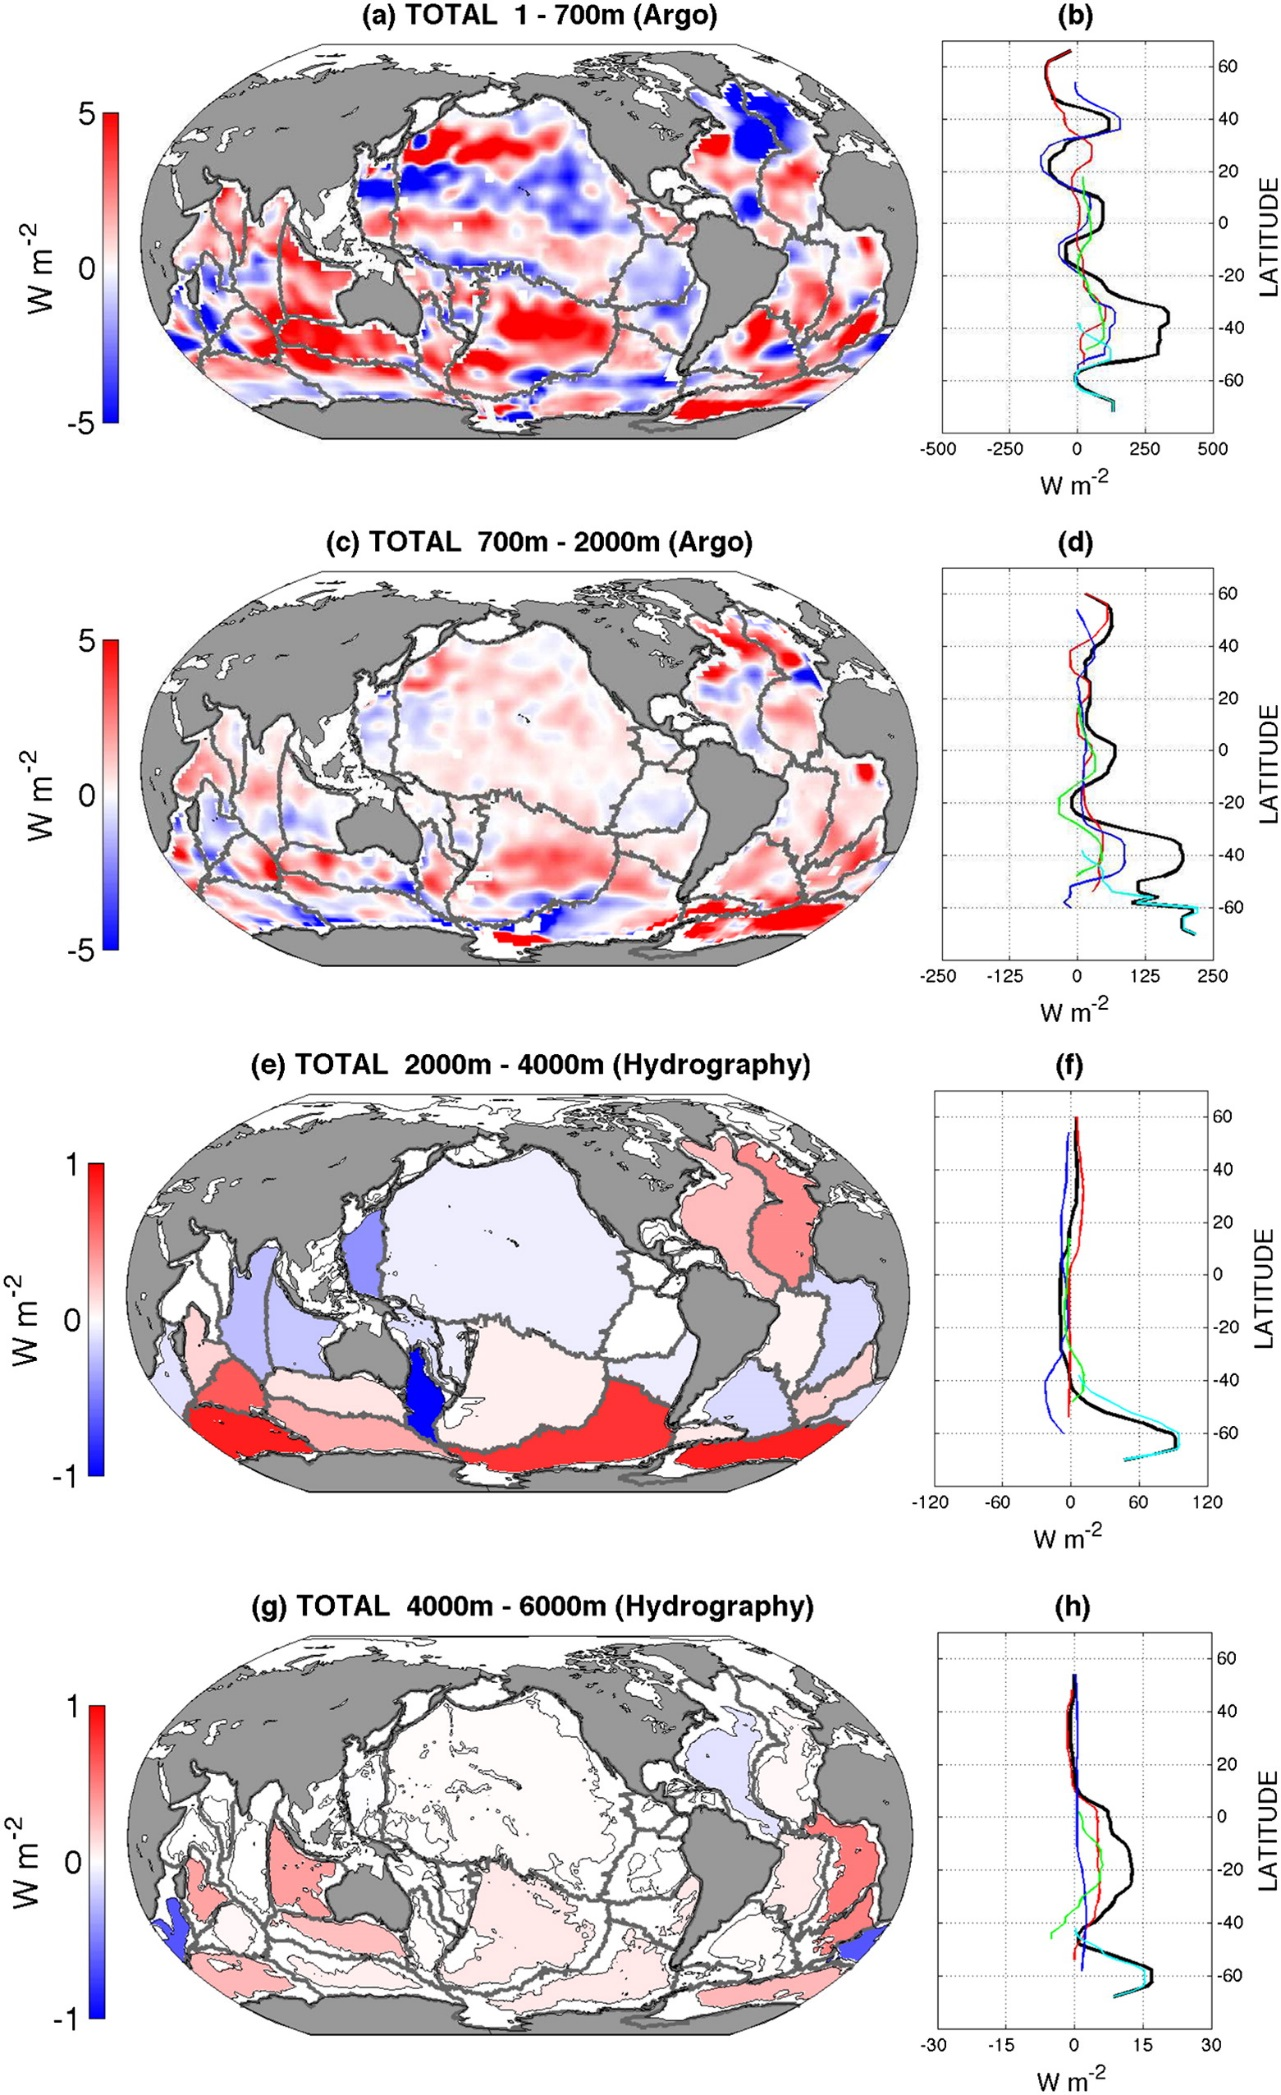 (a) TOTAL 1 - 700m (Argo)
(b)
5
0
-5
W m-2
60
40
20
0
-20
-40
-60
LATITUDE
-500 -250 0 250 500
W m-2
(c) TOTAL 700m - 2000m (Argo)
(d)
5
0
-5
W m-2
60
40
20
0
-20
-40
-60
LATITUDE
-250 -125 0 125 250
W m-2
(e) TOTAL 2000m - 4000m (Hydrography)
(f)
1
0
-1
W m-2
60
40
20
0
-20
-40
-60
LATITUDE
-120 -60 0 60 120
W m-2
(g) TOTAL 4000m - 6000m (Hydrography)
(h)
1
0
-1
W m-2
60
40
20
0
-20
-40
-60
LATITUDE
-30 -15 0 15 30
W m-2